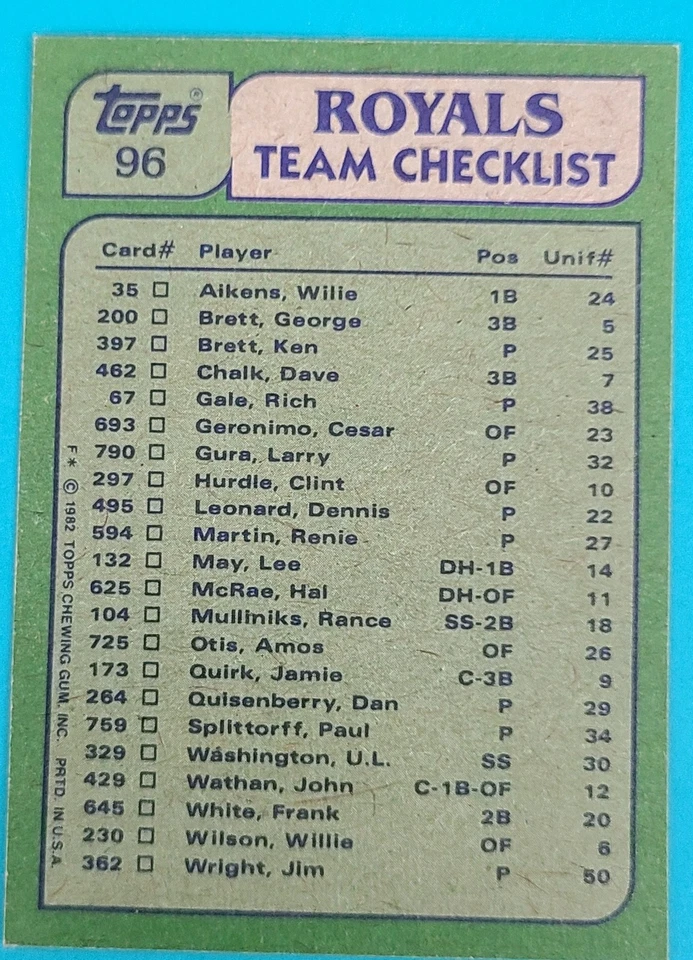 Topps®
96
ROYALS
TEAM CHECKLIST
Card# Player Pos Unif#
35 Aikens, Wilie 1B 24
200 Brett, George 3B 5
397 Brett, Ken P 25
462 Chalk, Dave 3B 7
67 Gale, Rich P 38
693 Geronimo, Cesar OF 23
790 Gura, Larry P 32
297 Hurdle, Clint OF 10
495 Leonard, Dennis P 22
594 Martin, Renie P 27
132 May, Lee DH-1B 14
625 McRae, Hal DH-OF 11
104 Mulliniks, Rance SS-2B 18
725 Otis, Amos OF 26
173 Quirk, Jamie C-3B 9
264 Quisenberry, Dan P 29
759 Splittorff, Paul P 34
329 Washington, U.L. SS 30
429 Wathan, John C-1B-OF 12
645 White, Frank 2B 20
230 Wilson, Willie OF 6
362 Wright, Jim P 50
F* © 1982 TOPPS CHEWING GUM, INC. PRTD. IN U.S.A.